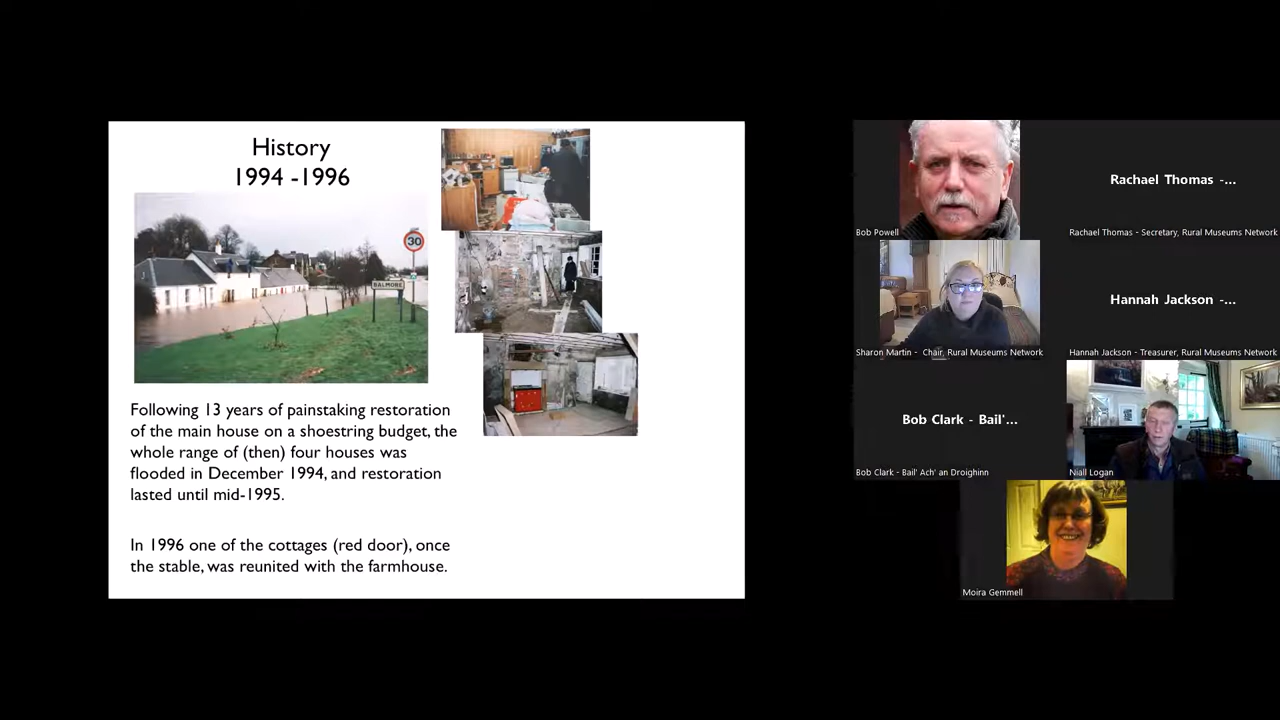 History
1994 -1996
30
BALMORE
Following 13 years of painstaking restoration
of the main house on a shoestring budget, the
whole range of (then) four houses was
flooded in December 1994, and restoration
lasted until mid-1995.
In 1996 one of the cottages (red door), once
the stable, was reunited with the farmhouse.
Bob Powell
Rachael Thomas -...
Rachael Thomas - Secretary, Rural Museums Network
Sharon Martin - Chair, Rural Museums Network
Hannah Jackson -...
Hannah Jackson - Treasurer, Rural Museums Network
Bob Clark - Bail'...
Bob Clark - Bail' Ach' an Droighinn
Niall Logan
Moira Gemmell